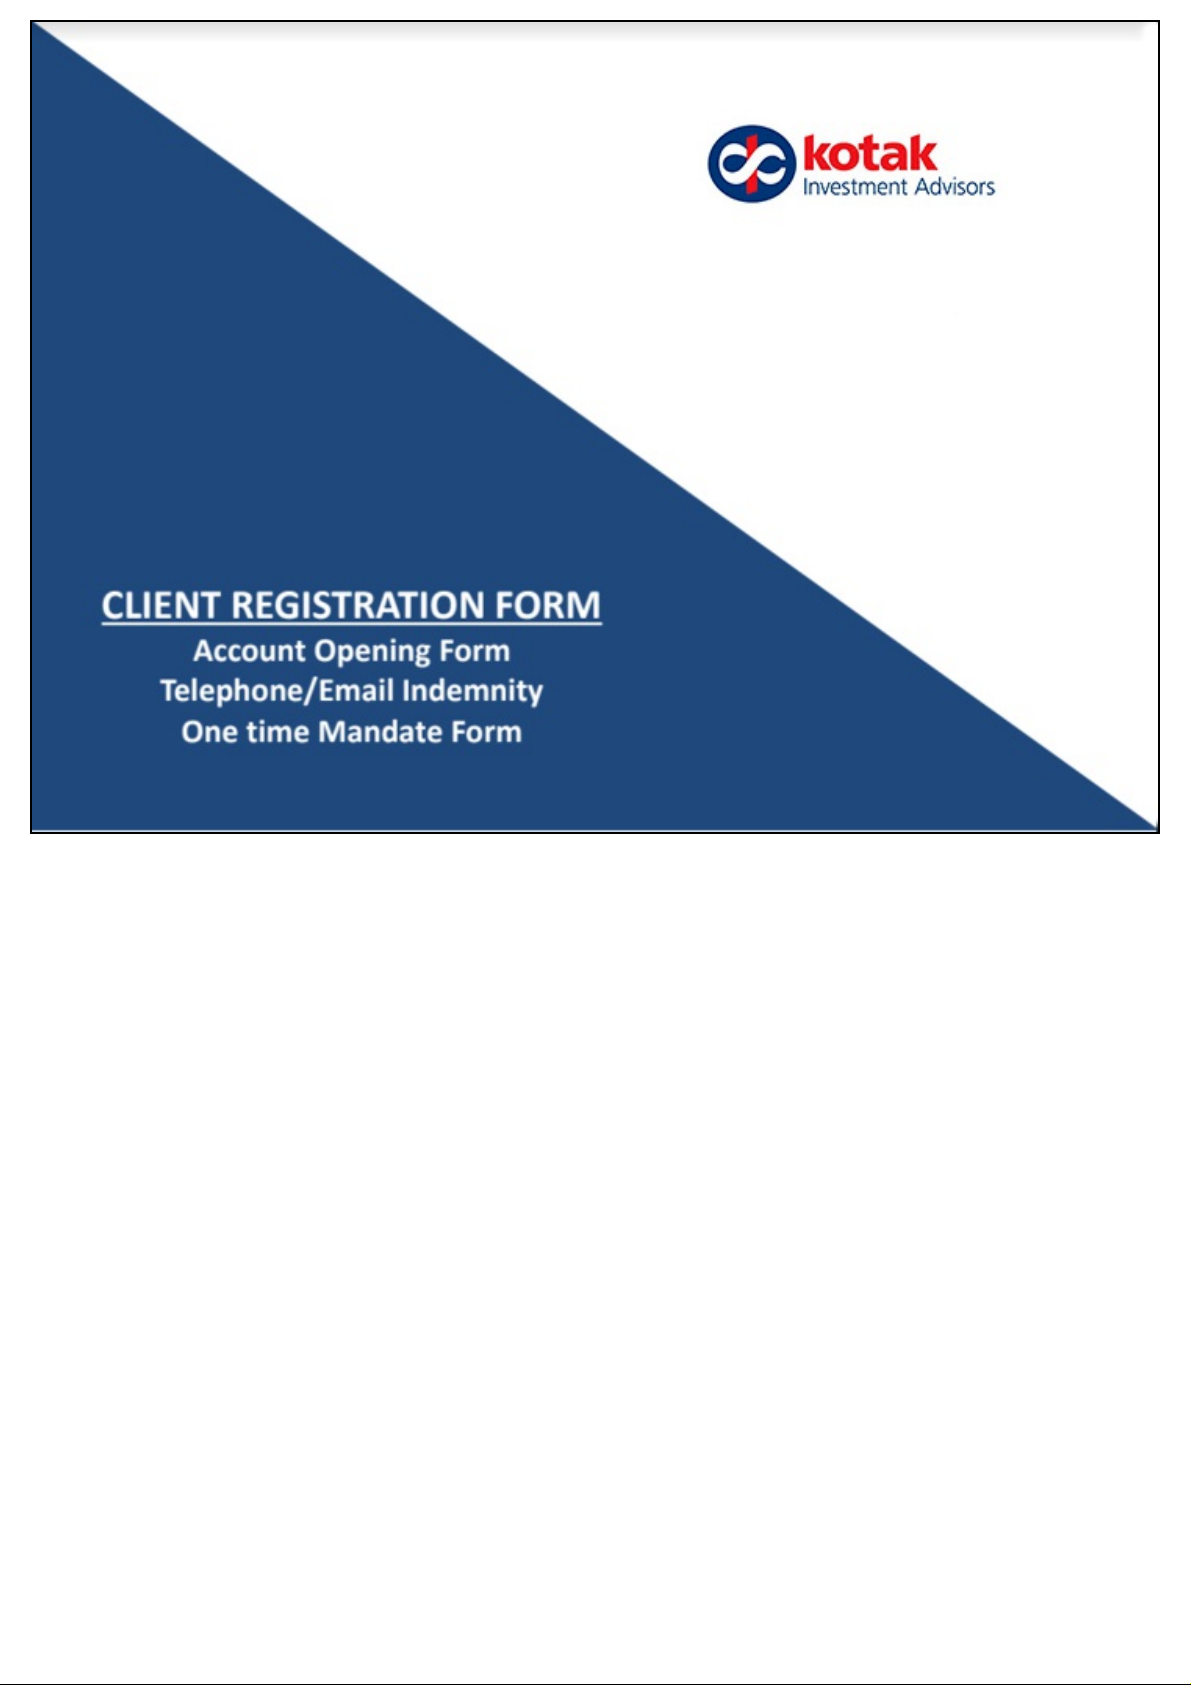 kotak
Investment Advisors
CLIENT REGISTRATION FORM
Account Opening Form
Telephone/Email Indemnity
One time Mandate Form